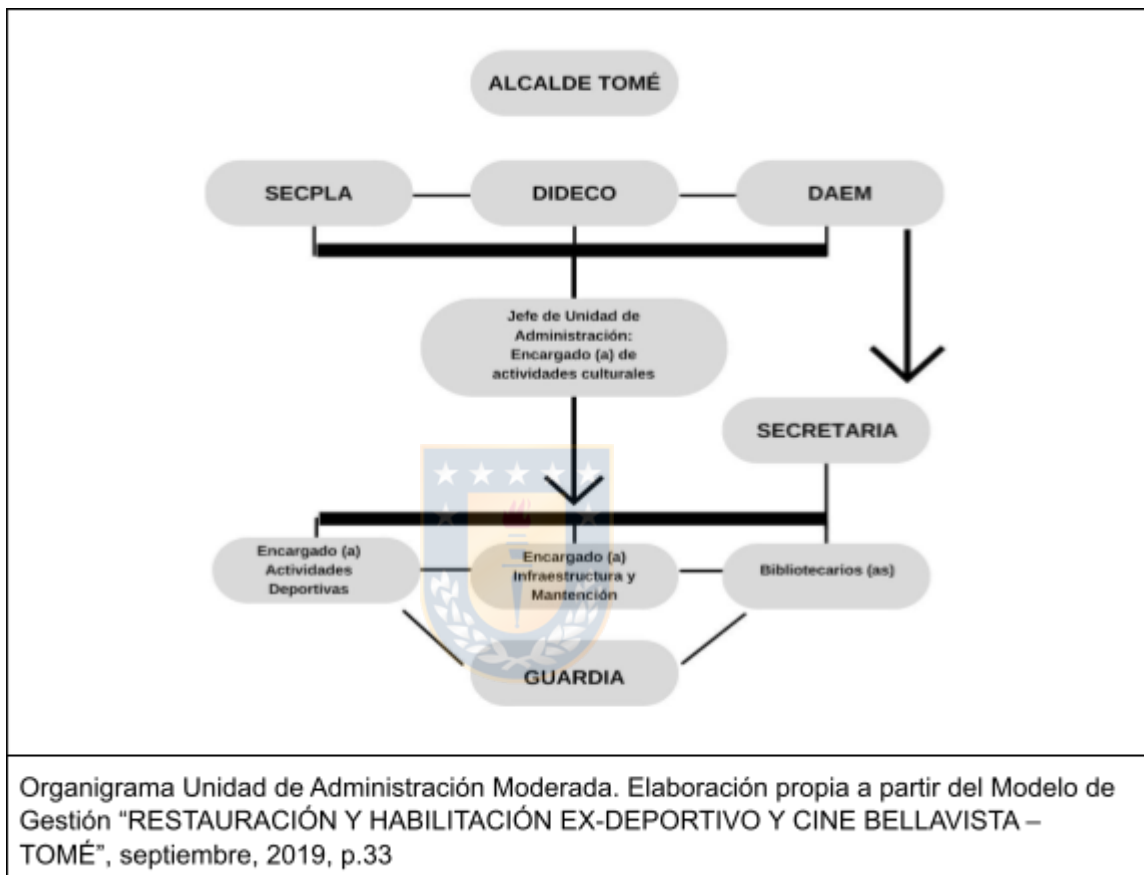 ALCALDE TOMÉ
SECPLA
DIDECO
DAEM
Jefe de Unidad de
Administración:
Encargado (a) de
actividades culturales
SECRETARIA
Encargado (a)
Actividades
Deportivas
Encargado (a)
Infraestructura y
Mantención
Bibliotecarios (as)
GUARDIA
Organigrama Unidad de Administración Moderada. Elaboración propia a partir del Modelo de
Gestión “RESTAURACIÓN Y HABILITACIÓN EX-DEPORTIVO Y CINE BELLAVISTA –
TOMÉ”, septiembre, 2019, p.33